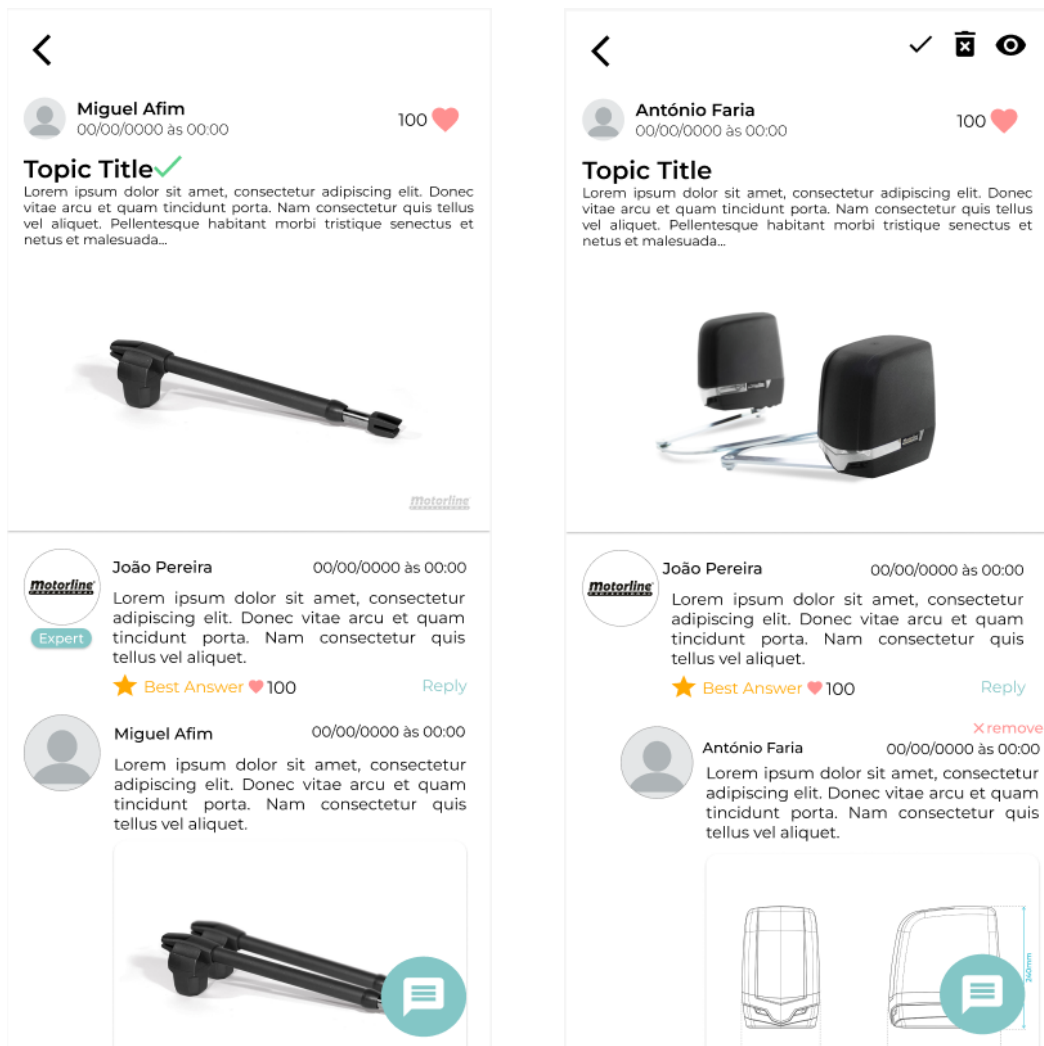 Miguel Afim
00/00/0000 às 00:00
100
Topic Title
Lorem ipsum dolor sit amet, consectetur adipiscing elit. Donec
vitae arcu et quam tincidunt porta. Nam consectetur quis tellus
vel aliquet. Pellentesque habitant morbi tristique senectus et
netus et malesuada...
motorline
PROFESSIONAL
motorline
PROFESSIONAL
Expert
João Pereira
00/00/0000 às 00:00
Lorem ipsum dolor sit amet, consectetur
adipiscing elit. Donec vitae arcu et quam
tincidunt porta. Nam consectetur quis
tellus vel aliquet.
Best Answer
100
Reply
Miguel Afim
00/00/0000 às 00:00
Lorem ipsum dolor sit amet, consectetur
adipiscing elit. Donec vitae arcu et quam
tincidunt porta. Nam consectetur quis
tellus vel aliquet.
António Faria
00/00/0000 às 00:00
100
Topic Title
Lorem ipsum dolor sit amet, consectetur adipiscing elit. Donec
vitae arcu et quam tincidunt porta. Nam consectetur quis tellus
vel aliquet. Pellentesque habitant morbi tristique senectus et
netus et malesuada...
motorline
PROFESSIONAL
João Pereira
00/00/0000 às 00:00
Lorem ipsum dolor sit amet, consectetur
adipiscing elit. Donec vitae arcu et quam
tincidunt porta. Nam consectetur quis
tellus vel aliquet.
Best Answer
100
Reply
remove
António Faria
00/00/0000 às 00:00
Lorem ipsum dolor sit amet, consectetur
adipiscing elit. Donec vitae arcu et quam
tincidunt porta. Nam consectetur quis
tellus vel aliquet.
240mm